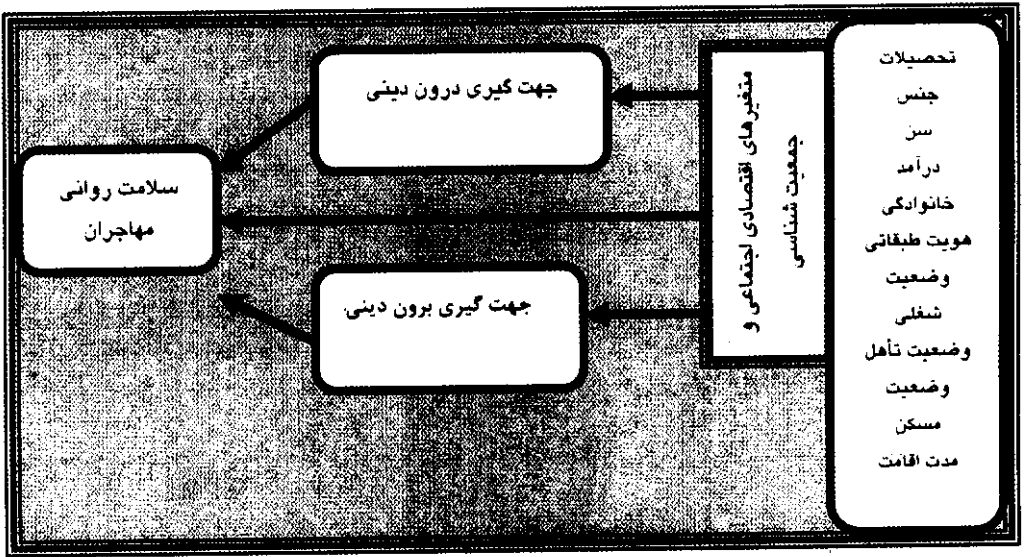 تحصیلات
جنس
سن
درآمد
خانوادگی
هویت طبقاتی
وضعیت
شغلی
وضعیت تأهل
وضعیت
مسکن
مدت اقامت
متغیرهای اقتصادی اجتماعی و
جمعیت شناسی
جهت گیری درون دینی
جهت گیری برون دینی
سلامت روانی
مهاجران